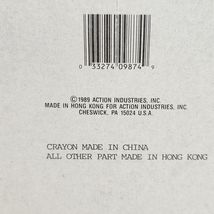 0 33274 09874 9
©1989 ACTION INDUSTRIES, INC.
MADE IN HONG KONG FOR ACTION INDUSTRIES, INC.
CHESWICK, PA 15024 U.S.A.
CRAYON MADE IN CHINA
ALL OTHER PART MADE IN HONG KONG